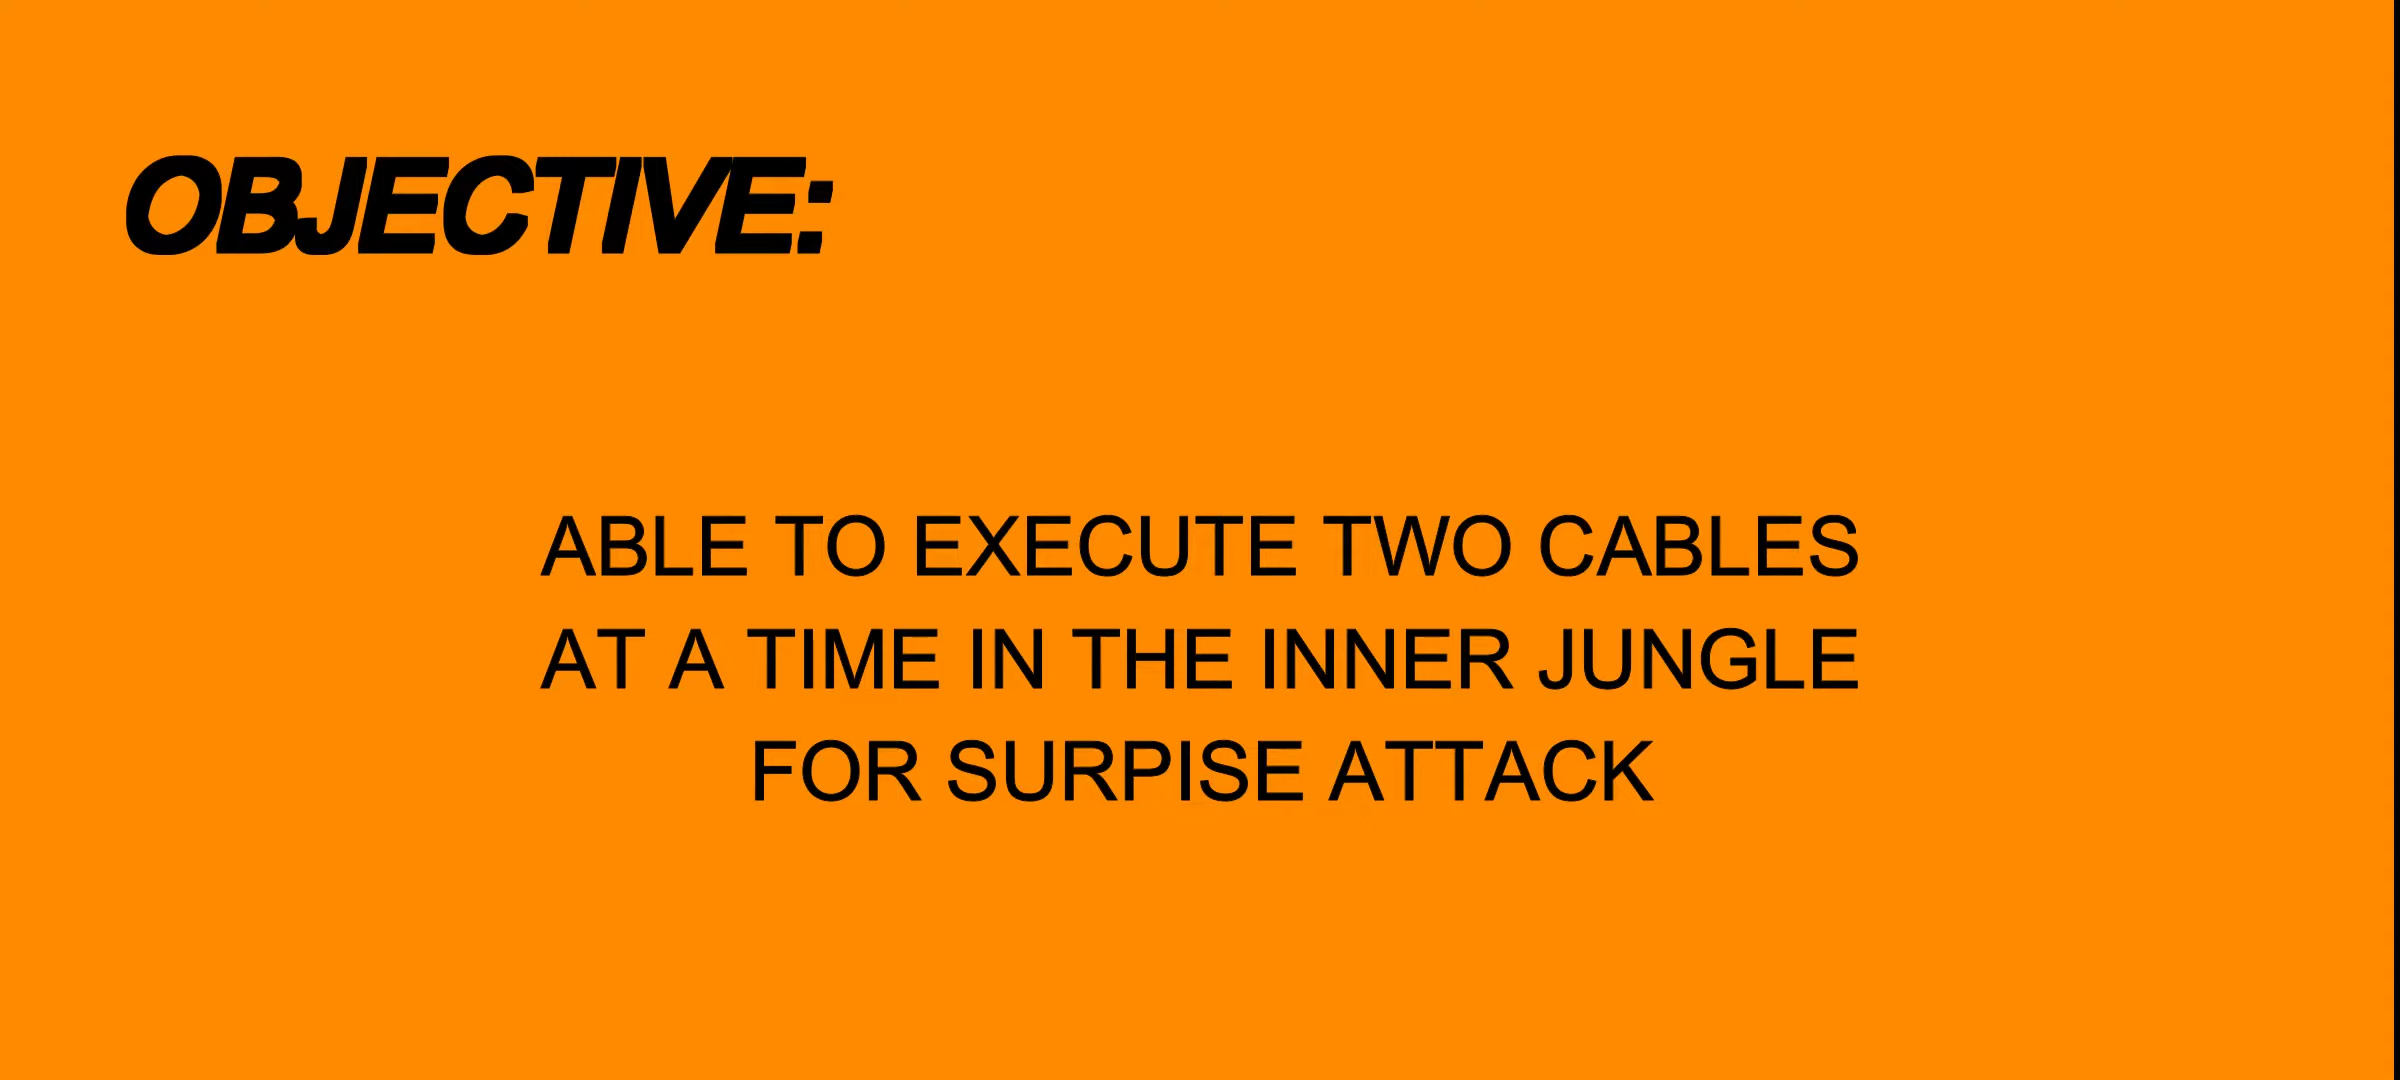 OBJECTIVE:
ABLE TO EXECUTE TWO CABLES
AT A TIME IN THE INNER JUNGLE
FOR SURPISE ATTACK